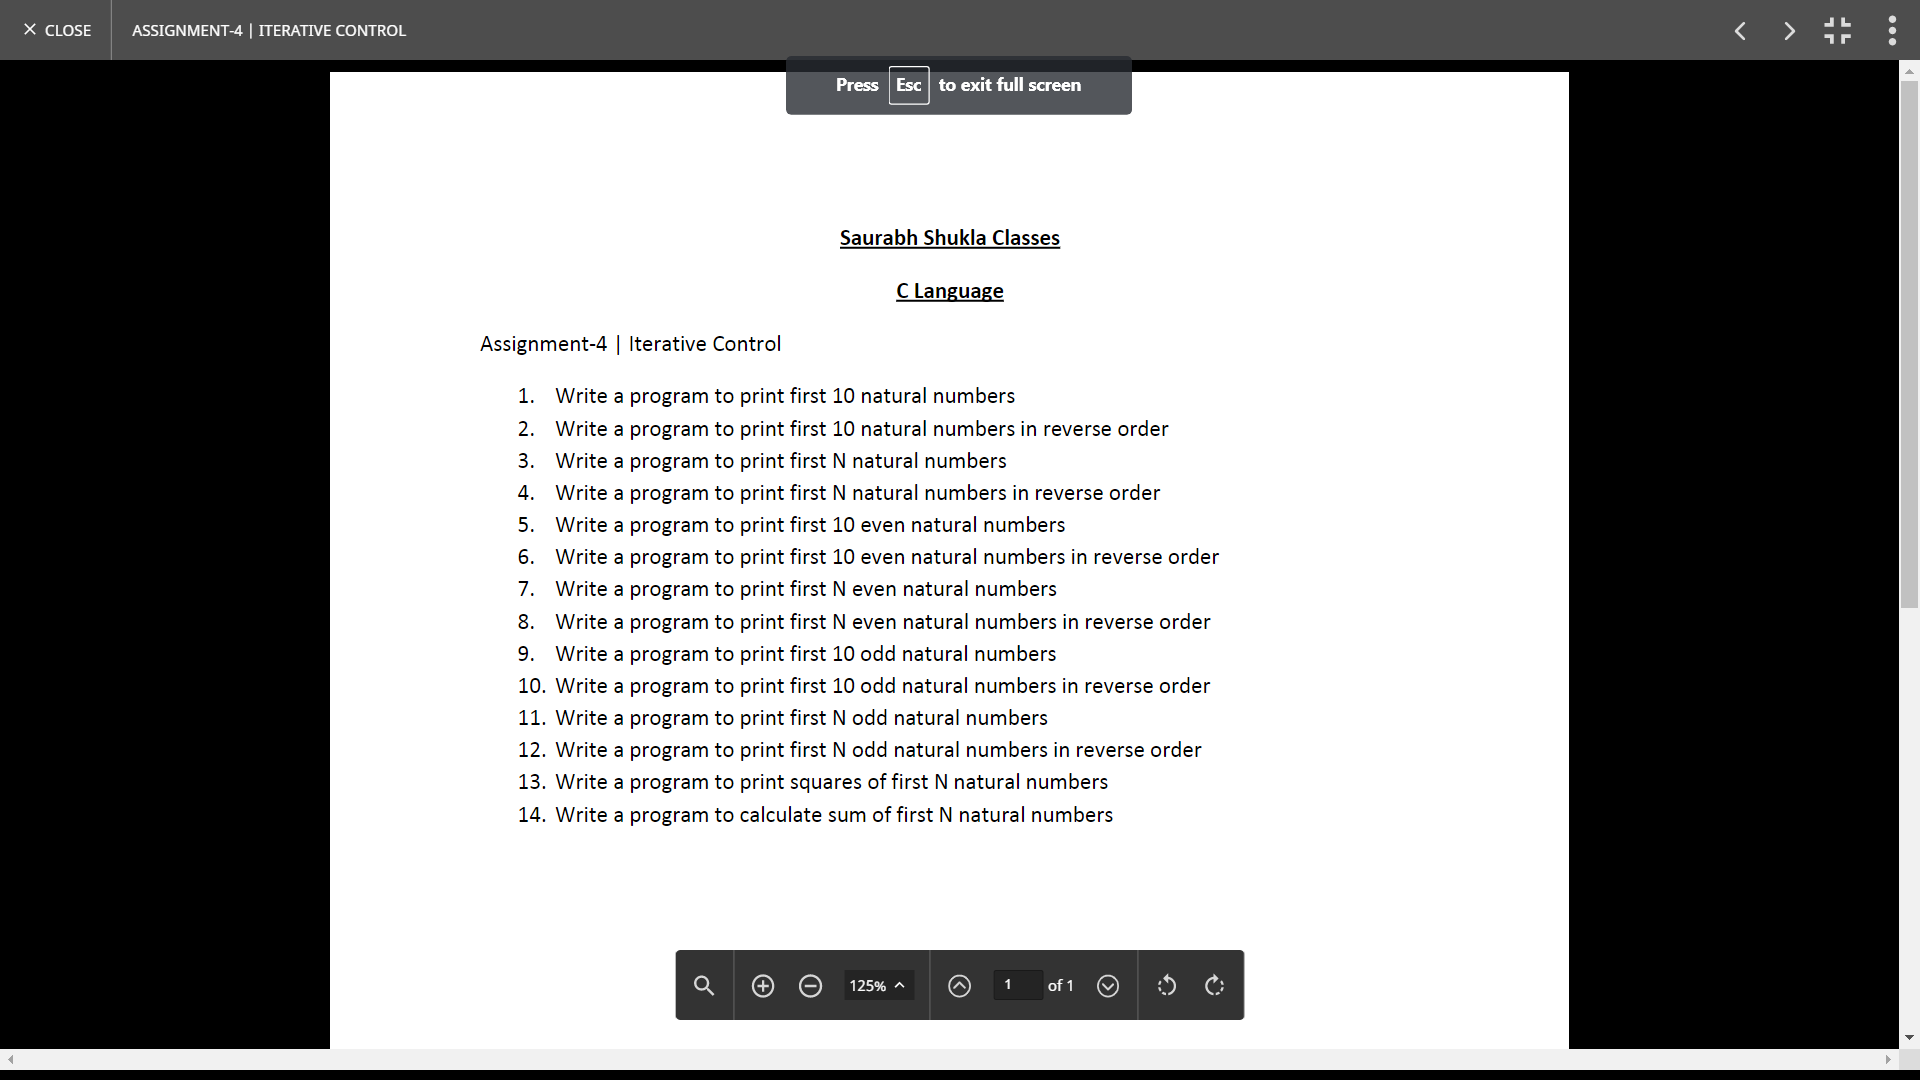 CLOSE
ASSIGNMENT-4 | ITERATIVE CONTROL
Press Esc to exit full screen
Saurabh Shukla Classes
C Language
Assignment-4 | Iterative Control
1. Write a program to print first 10 natural numbers
2. Write a program to print first 10 natural numbers in reverse order
3. Write a program to print first N natural numbers
4. Write a program to print first N natural numbers in reverse order
5. Write a program to print first 10 even natural numbers
6. Write a program to print first 10 even natural numbers in reverse order
7. Write a program to print first N even natural numbers
8. Write a program to print first N even natural numbers in reverse order
9. Write a program to print first 10 odd natural numbers
10. Write a program to print first 10 odd natural numbers in reverse order
11. Write a program to print first N odd natural numbers
12. Write a program to print first N odd natural numbers in reverse order
13. Write a program to print squares of first N natural numbers
14. Write a program to calculate sum of first N natural numbers
125% 1 of 1